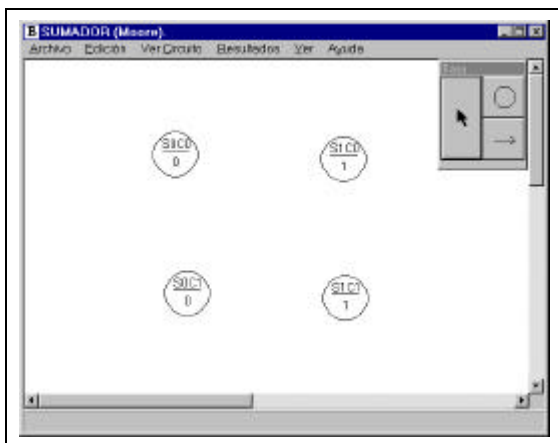 SUMADOR (Moore).
Archivo Edición Ver Circuito Resultados Ver Ayuda
S0C0
0
S1C0
1
S0C1
0
S1C1
1